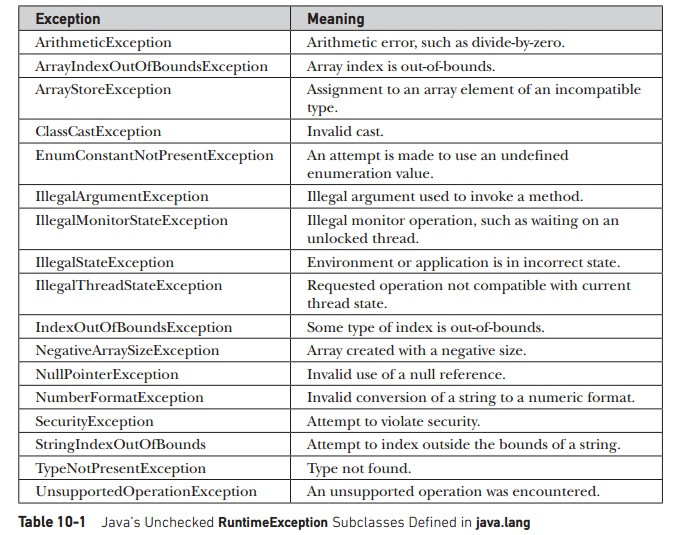 Exception Meaning
ArithmeticException Arithmetic error, such as divide-by-zero.
ArrayIndexOutOfBoundsException Array index is out-of-bounds.
ArrayStoreException Assignment to an array element of an incompatible
type.
ClassCastException Invalid cast.
EnumConstantNotPresentException An attempt is made to use an undefined
enumeration value.
IllegalArgumentException Illegal argument used to invoke a method.
IllegalMonitorStateException Illegal monitor operation, such as waiting on an
unlocked thread.
IllegalStateException Environment or application is in incorrect state.
IllegalThreadStateException Requested operation not compatible with current
thread state.
IndexOutOfBoundsException Some type of index is out-of-bounds.
NegativeArraySizeException Array created with a negative size.
NullPointerException Invalid use of a null reference.
NumberFormatException Invalid conversion of a string to a numeric format.
SecurityException Attempt to violate security.
StringIndexOutOfBounds Attempt to index outside the bounds of a string.
TypeNotPresentException Type not found.
UnsupportedOperationException An unsupported operation was encountered.
Table 10-1 Java's Unchecked RuntimeException Subclasses Defined in java.lang